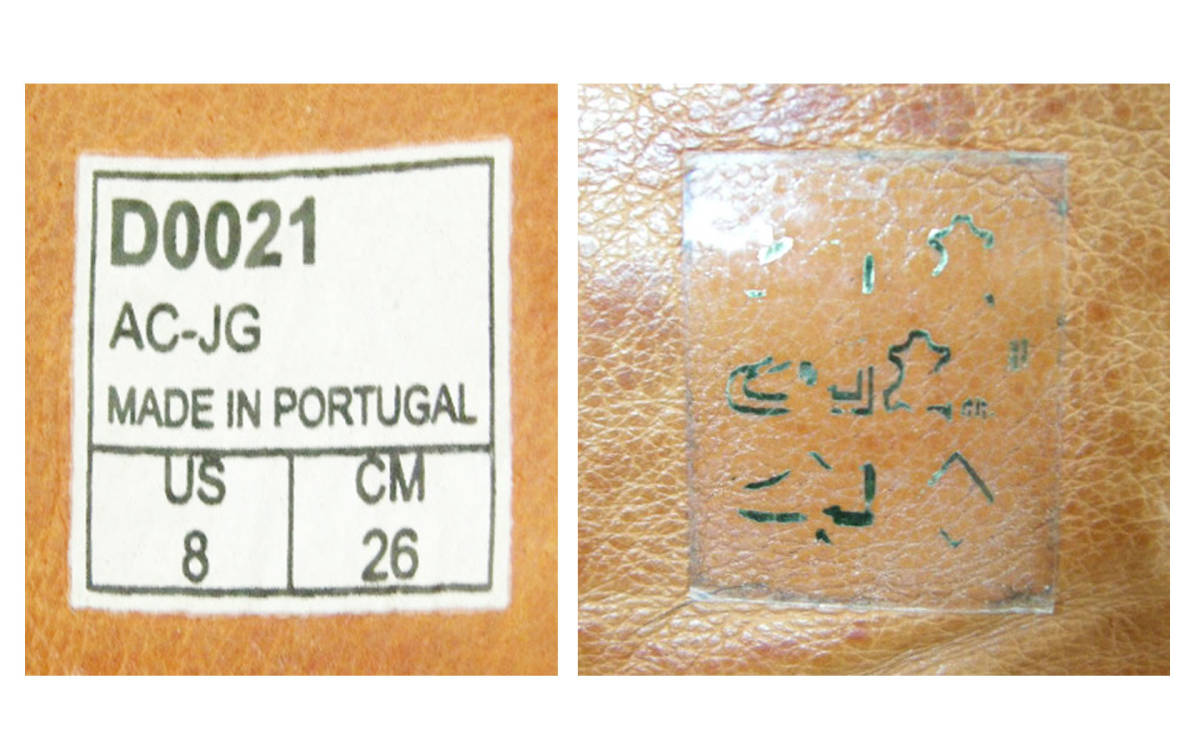 D0021
AC-JG
MADE IN PORTUGAL
US CM
8 26